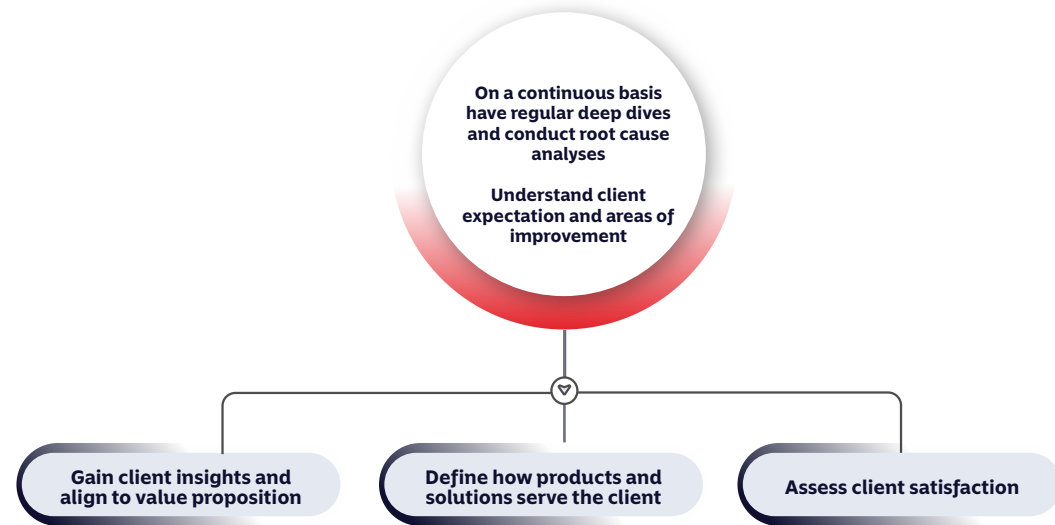 On a continuous basis
have regular deep dives
and conduct root cause
analyses
Understand client
expectation and areas of
improvement
Gain client insights and
align to value proposition
Define how products and
solutions serve the client
Assess client satisfaction